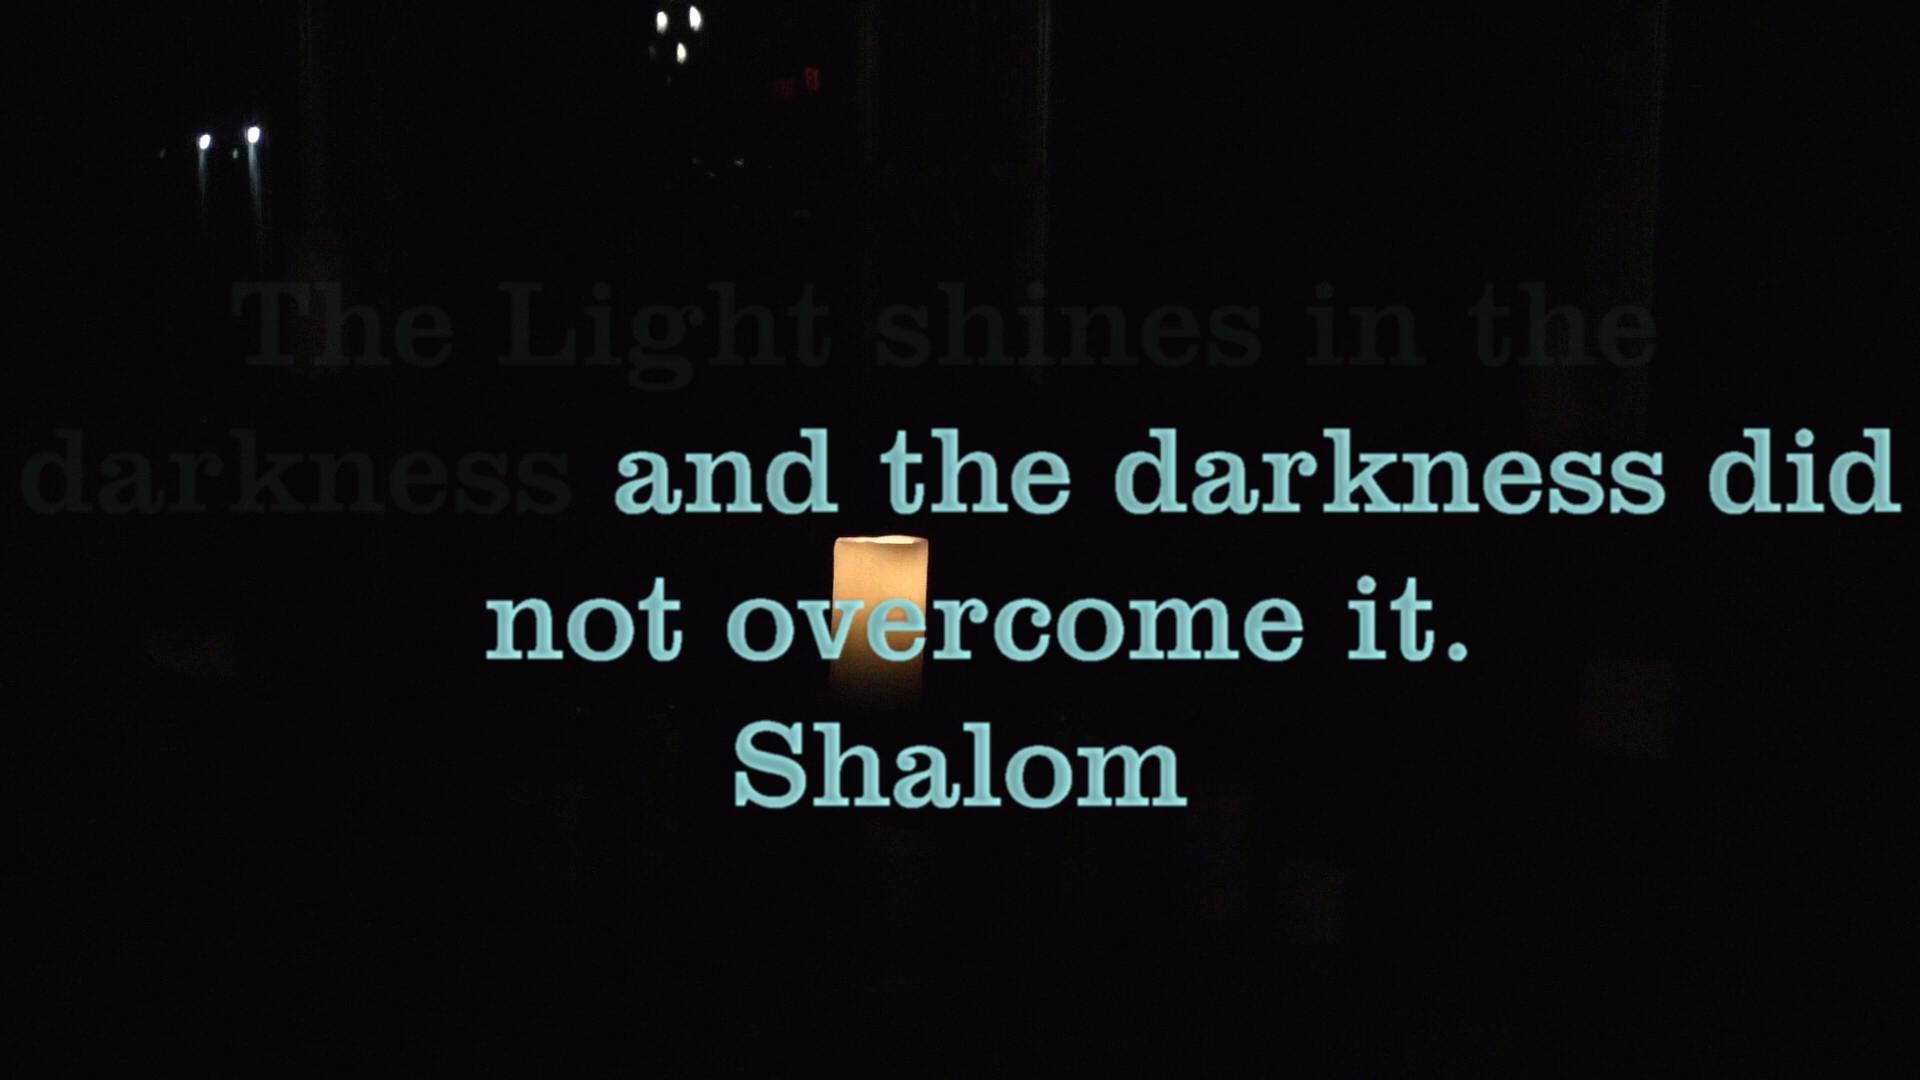 The Light shines in the
darkness and the darkness did
not overcome it.
Shalom